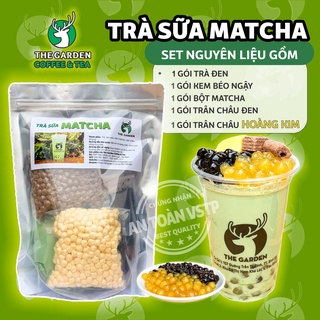 THE GARDEN
COFFEE & TEA
TRÀ SỮA MATCHA
SET NGUYÊN LIỆU GỒM
• 1 GÓI TRÀ ĐEN
• 1 GÓI KEM BÉO NGẬY
• 1 GÓI BỘT MATCHA
1 GÓI TRÂN CHÂU ĐEN
1 GÓI TRÂN CHÂU HOÀNG KIM
TRÀ SỮA MATCHA
CHỨNG NHẬN
AN TOÀN VSTP
BEST QUALITY
THE GARDEN